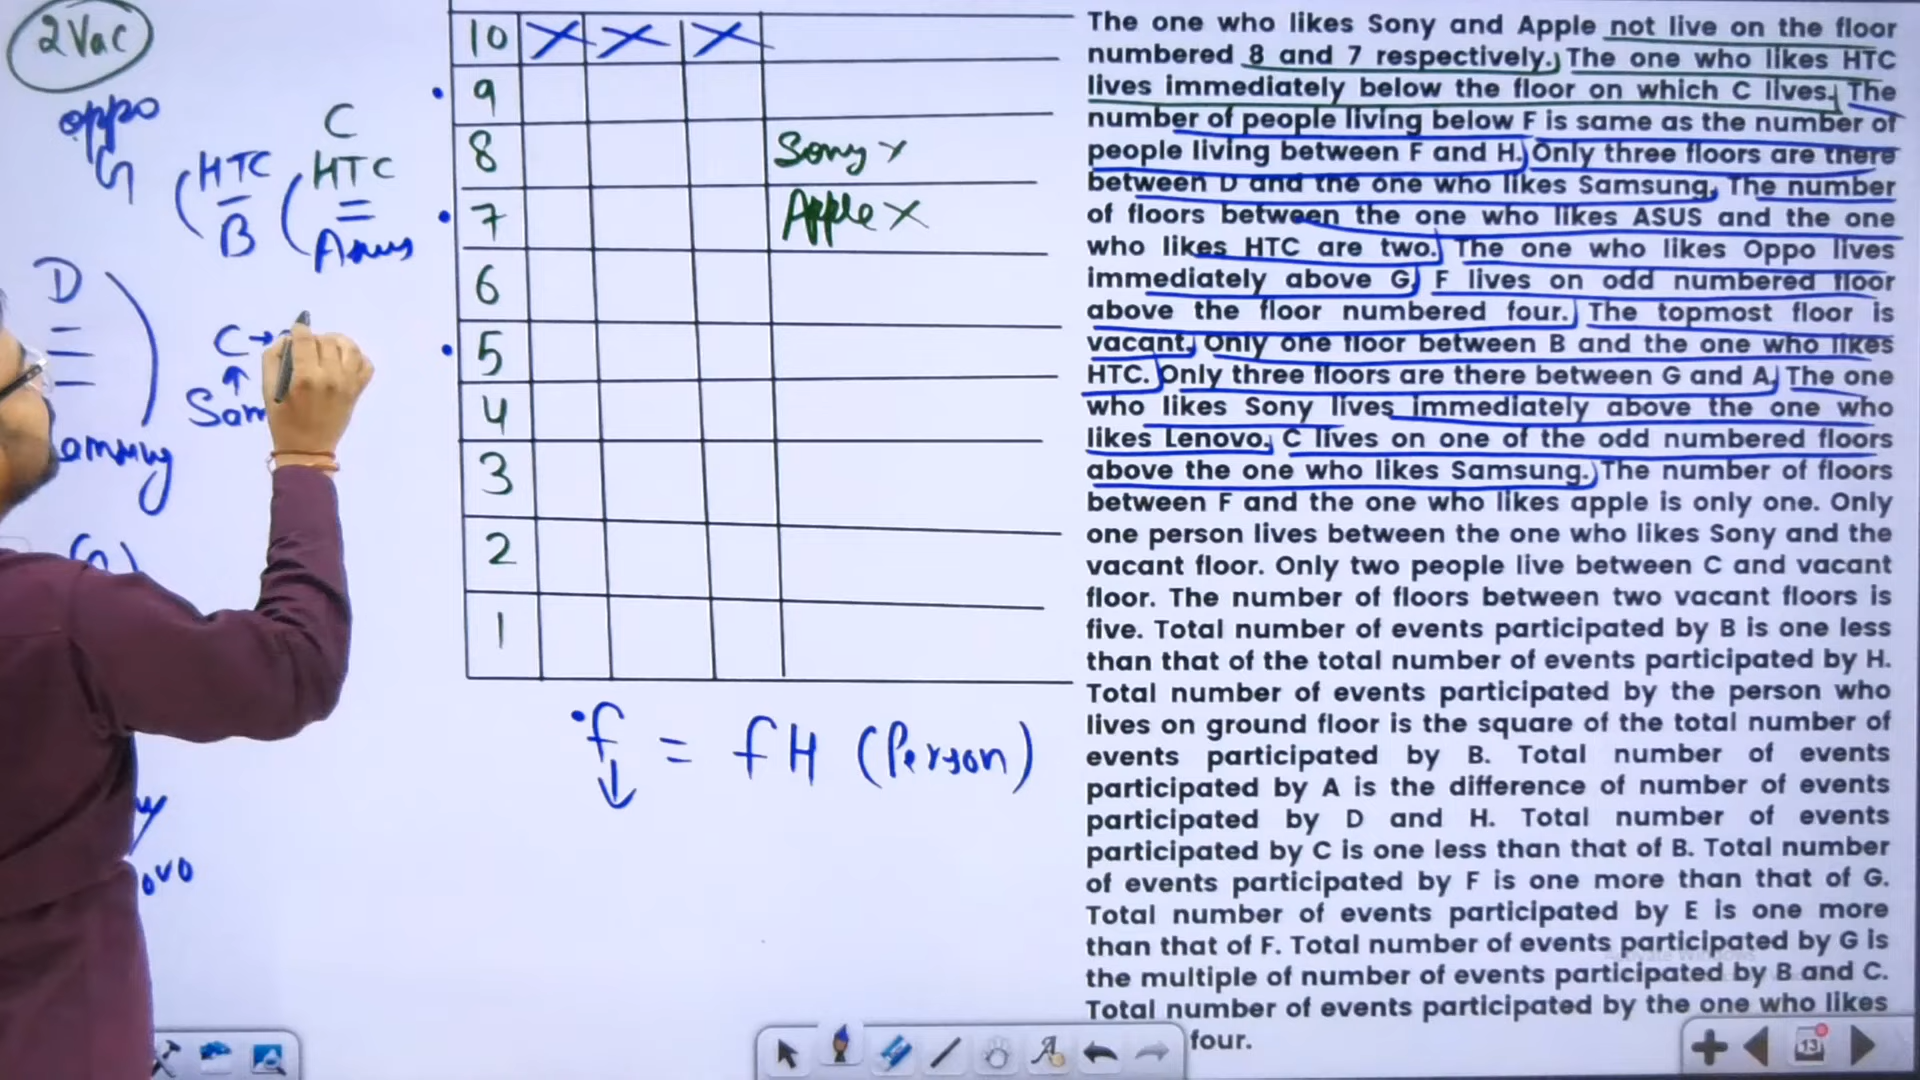 2Vac
oppo
G
HTC
B
C
HTC
Asus
D
C →
Sam
amsung
G
ovo
10
9
8 Sony ×
7 Apple ×
6
5
4
3
2
1
f = f H (Person)
The one who likes Sony and Apple not live on the floor
numbered 8 and 7 respectively. The one who likes HTC
lives immediately below the floor on which C lives. The
number of people living below F is same as the number of
people living between F and H. Only three floors are there
between D and the one who likes Samsung. The number
of floors between the one who likes ASUS and the one
who likes HTC are two. The one who likes Oppo lives
immediately above G. F lives on odd numbered floor
above the floor numbered four. The topmost floor is
vacant. Only one floor between B and the one who likes
HTC. Only three floors are there between G and A. The one
who likes Sony lives immediately above the one who
likes Lenovo. C lives on one of the odd numbered floors
above the one who likes Samsung. The number of floors
between F and the one who likes apple is only one. Only
one person lives between the one who likes Sony and the
vacant floor. Only two people live between C and vacant
floor. The number of floors between two vacant floors is
five. Total number of events participated by B is one less
than that of the total number of events participated by H.
Total number of events participated by the person who
lives on ground floor is the square of the total number of
events participated by B. Total number of events
participated by A is the difference of number of events
participated by D and H. Total number of events
participated by C is one less than that of B. Total number
of events participated by F is one more than that of G.
Total number of events participated by E is one more
than that of F. Total number of events participated by G is
the multiple of number of events participated by B and C.
Total number of events participated by the one who likes
four.
13